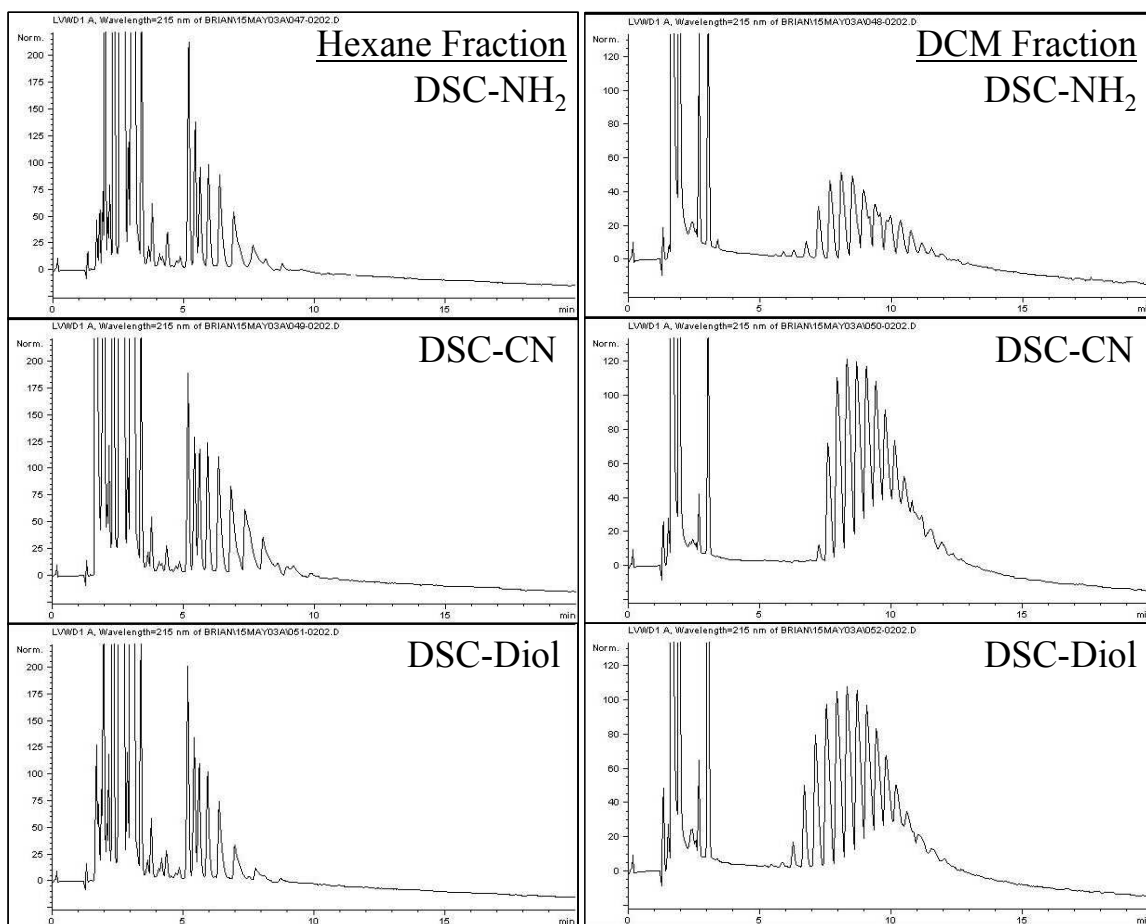 LVWD1 A, Wavelength=215 nm of BRIAN\15MAY03A\047-0202.D
Norm.
Hexane Fraction
DSC-NH₂
200
175
150
125
100
75
50
25
0
0 5 10 15 min
LVWD1 A, Wavelength=215 nm of BRIAN\15MAY03A\048-0202.D
Norm.
DCM Fraction
DSC-NH₂
120
100
80
60
40
20
0
0 5 10 15 min
LVWD1 A, Wavelength=215 nm of BRIAN\15MAY03A\049-0202.D
Norm.
DSC-CN
200
175
150
125
100
75
50
25
0
0 5 10 15 min
LVWD1 A, Wavelength=215 nm of BRIAN\15MAY03A\050-0202.D
Norm.
DSC-CN
120
100
80
60
40
20
0
0 5 10 15 min
LVWD1 A, Wavelength=215 nm of BRIAN\15MAY03A\051-0202.D
Norm.
DSC-Diol
200
175
150
125
100
75
50
25
0
0 5 10 15 min
LVWD1 A, Wavelength=215 nm of BRIAN\15MAY03A\052-0202.D
Norm.
DSC-Diol
120
100
80
60
40
20
0
0 5 10 15 min